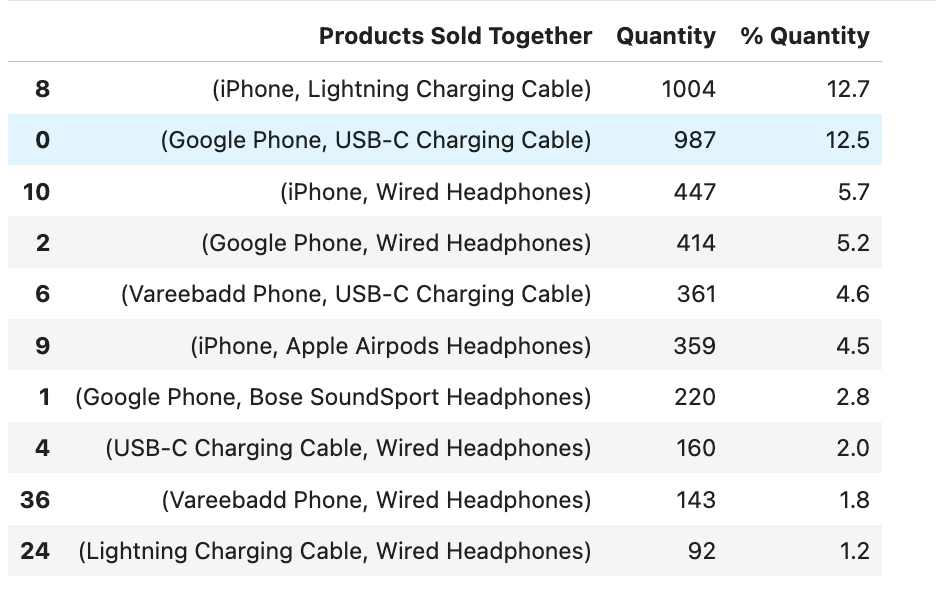 Products Sold Together Quantity % Quantity
8 (iPhone, Lightning Charging Cable) 1004 12.7
0 (Google Phone, USB-C Charging Cable) 987 12.5
10 (iPhone, Wired Headphones) 447 5.7
2 (Google Phone, Wired Headphones) 414 5.2
6 (Vareebadd Phone, USB-C Charging Cable) 361 4.6
9 (iPhone, Apple Airpods Headphones) 359 4.5
1 (Google Phone, Bose SoundSport Headphones) 220 2.8
4 (USB-C Charging Cable, Wired Headphones) 160 2.0
36 (Vareebadd Phone, Wired Headphones) 143 1.8
24 (Lightning Charging Cable, Wired Headphones) 92 1.2